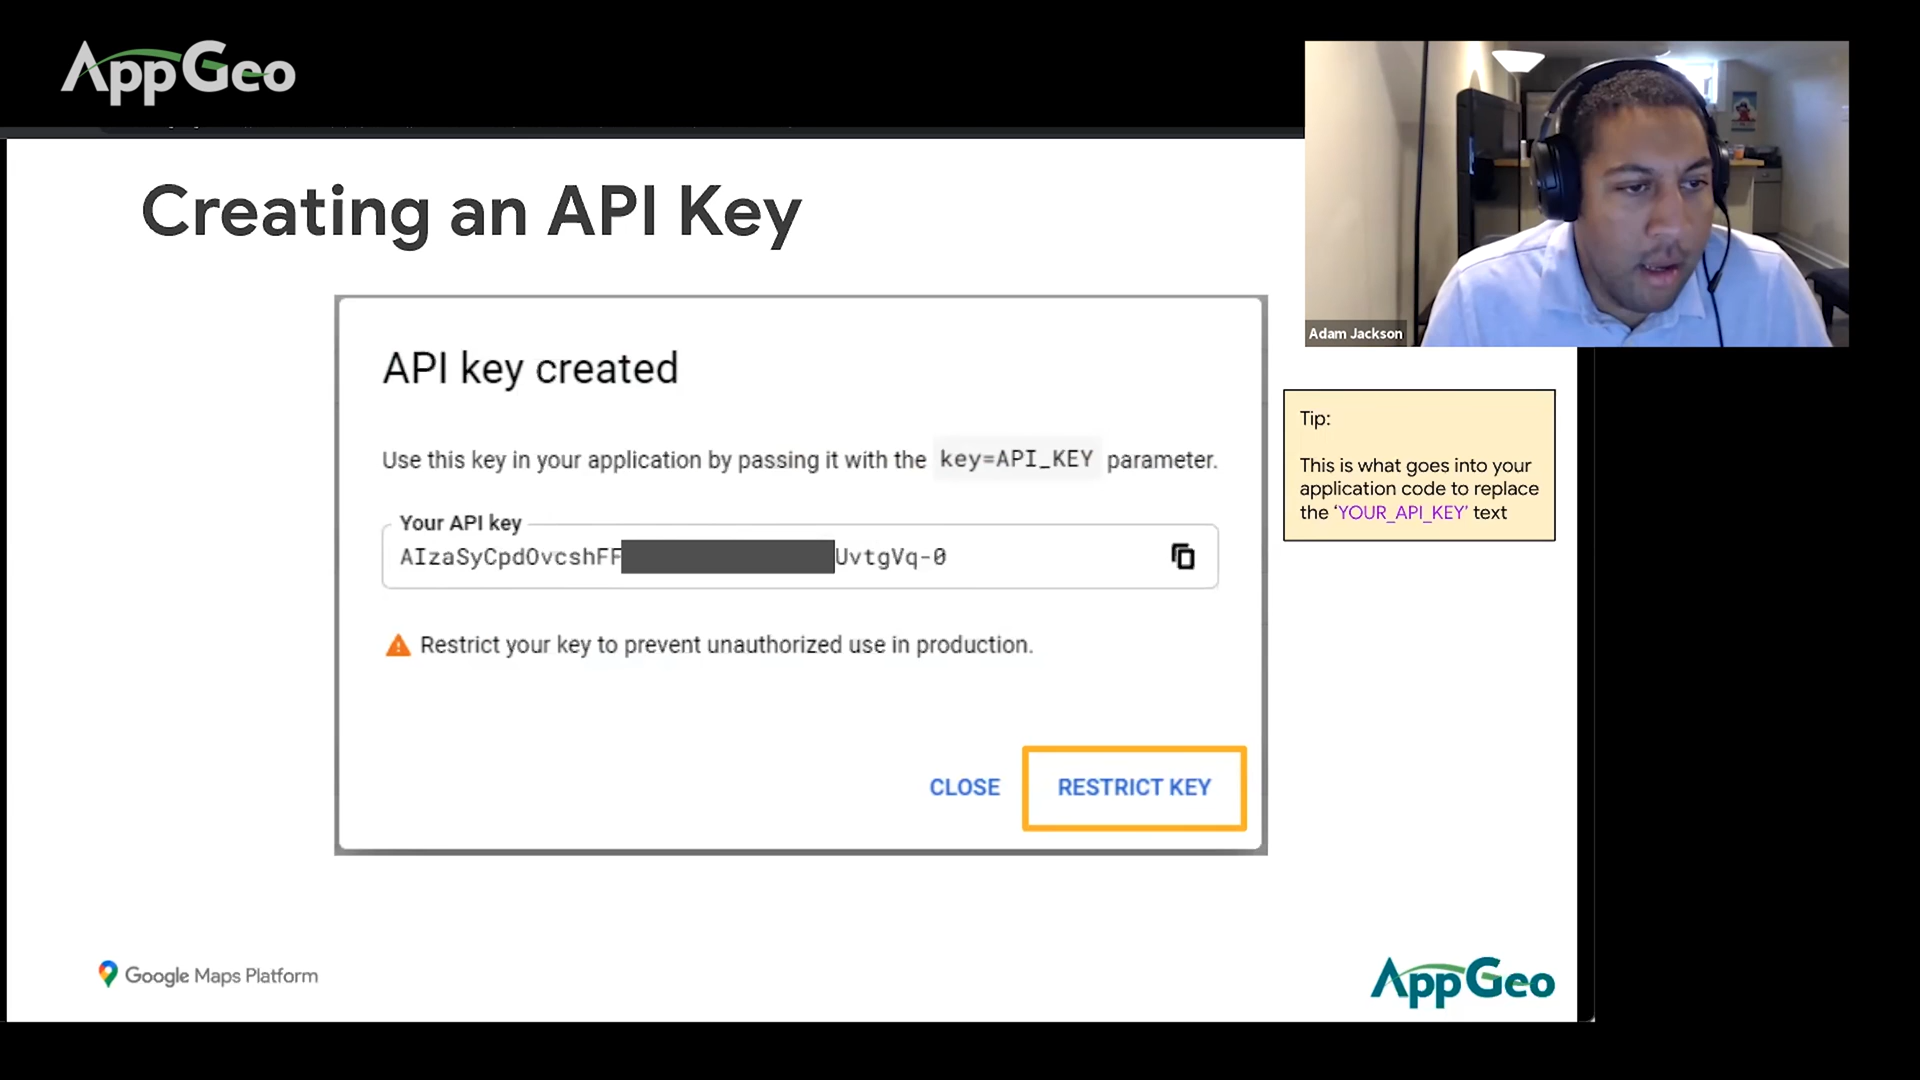 AppGeo
Adam Jackson
Creating an API Key
API key created
Use this key in your application by passing it with the key=API_KEY parameter.
Your API key
AIzaSyCpdOvcshFF UvtgVq-0
Restrict your key to prevent unauthorized use in production.
CLOSE RESTRICT KEY
Tip:
This is what goes into your
application code to replace
the ‘YOUR_API_KEY’ text
Google Maps Platform
AppGeo